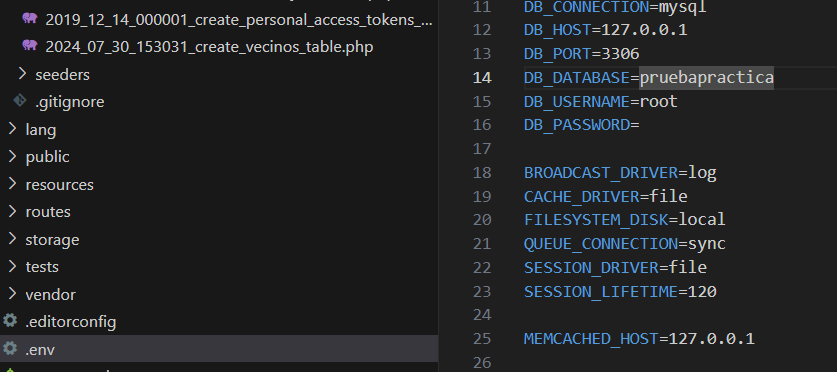 2019_12_14_000001_create_personal_access_tokens_...
2024_07_30_153031_create_vecinos_table.php
seeders
.gitignore
lang
public
resources
routes
storage
tests
vendor
.editorconfig
.env
11 DB_CONNECTION=mysql
12 DB_HOST=127.0.0.1
13 DB_PORT=3306
14 DB_DATABASE=pruebapractica
15 DB_USERNAME=root
16 DB_PASSWORD=
17
18 BROADCAST_DRIVER=log
19 CACHE_DRIVER=file
20 FILESYSTEM_DISK=local
21 QUEUE_CONNECTION=sync
22 SESSION_DRIVER=file
23 SESSION_LIFETIME=120
24
25 MEMCACHED_HOST=127.0.0.1
26